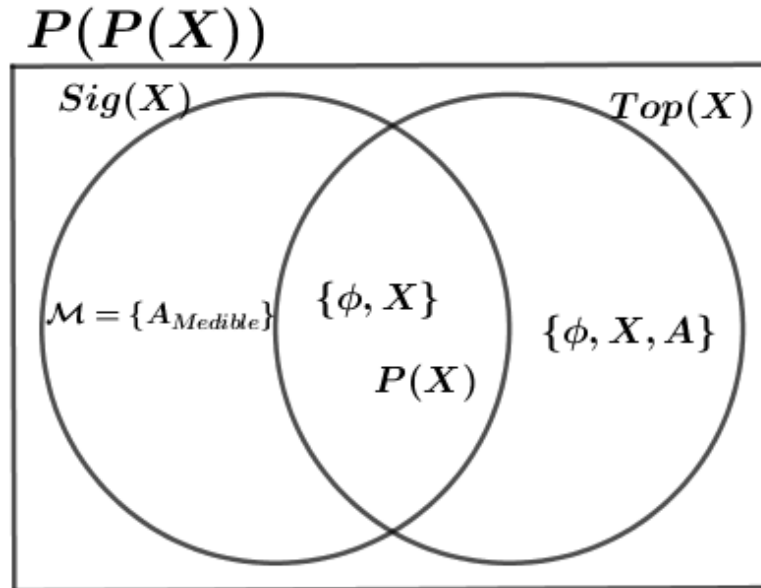 P(P(X))
Sig(X)
Top(X)
M = {A_Medible}
{ϕ, X}
{ϕ, X, A}
P(X)